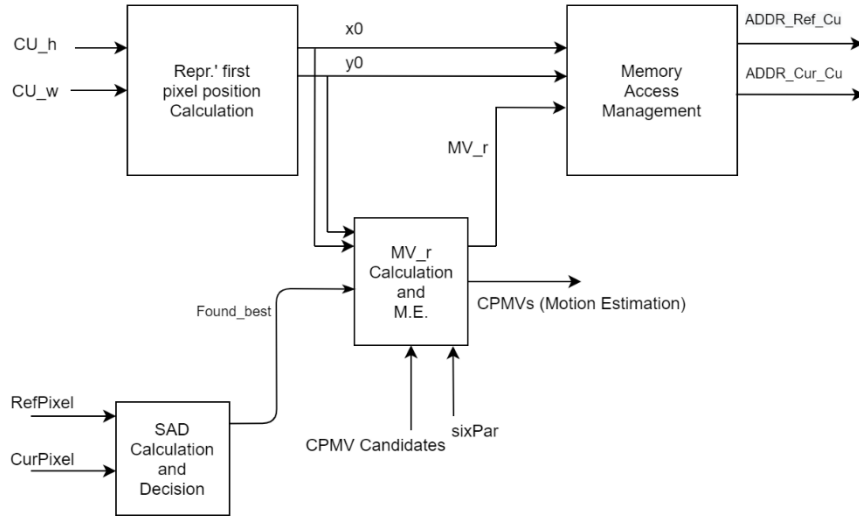 CU_h
CU_w
Repr.' first
pixel position
Calculation
x0
y0
Memory
Access
Management
ADDR_Ref_Cu
ADDR_Cur_Cu
MV_r
MV_r
Calculation
and
M.E.
CPMVs (Motion Estimation)
Found_best
RefPixel
CurPixel
SAD
Calculation
and
Decision
CPMV Candidates
sixPar